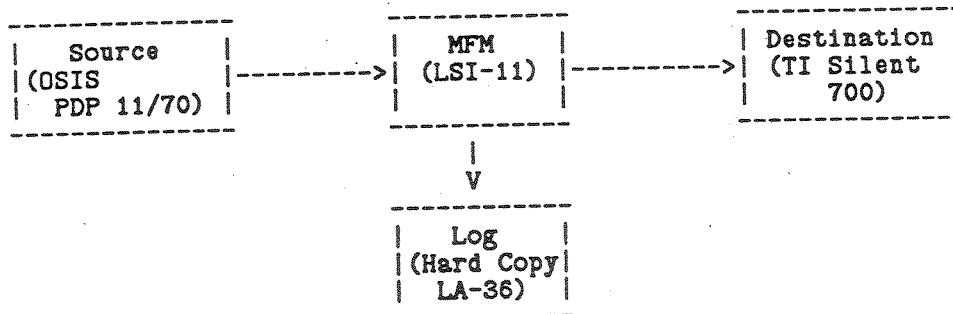 Source
(OSIS
PDP 11/70)
MFM
(LSI-11)
Destination
(TI Silent
700)
V
Log
(Hard Copy
LA-36)